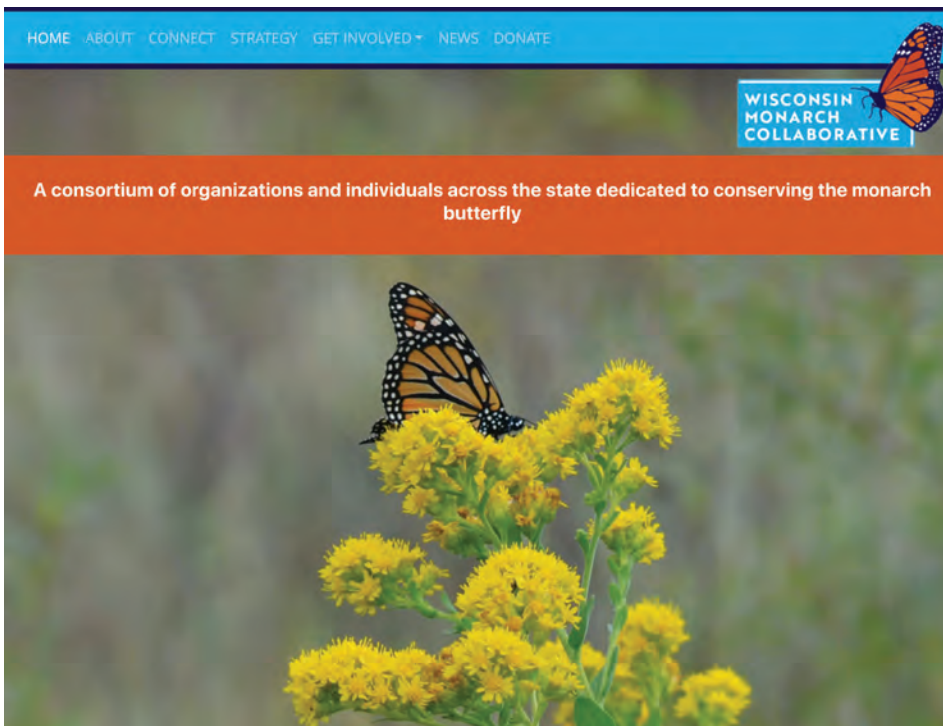 HOME ABOUT CONNECT STRATEGY GET INVOLVED NEWS DONATE
WISCONSIN
MONARCH
COLLABORATIVE
A consortium of organizations and individuals across the state dedicated to conserving the monarch
butterfly